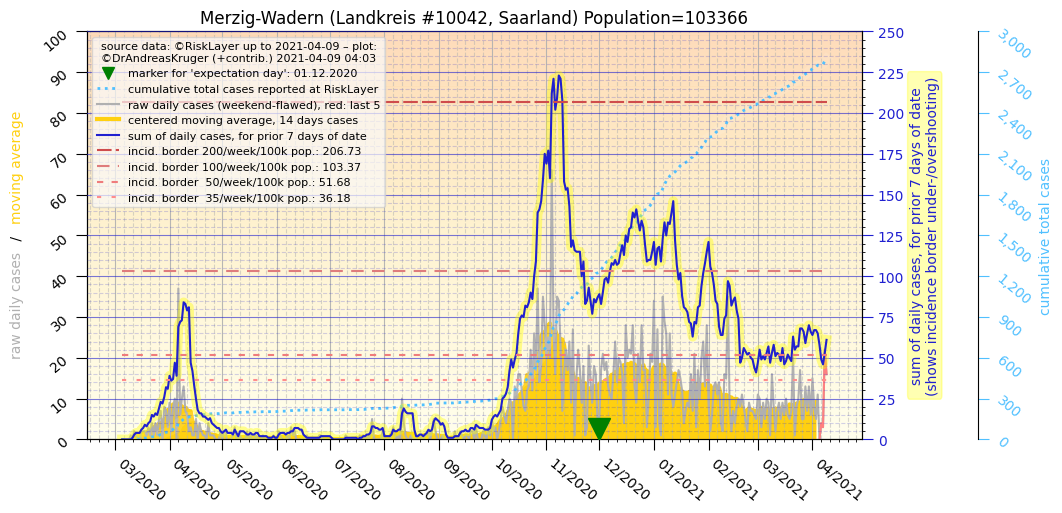 Merzig-Wadern (Landkreis #10042, Saarland) Population=103366
source data: ©RiskLayer up to 2021-04-09 – plot:
©DrAndreasKruger (+contrib.) 2021-04-09 04:03
marker for 'expectation day': 01.12.2020
cumulative total cases reported at RiskLayer
raw daily cases (weekend-flawed), red: last 5
centered moving average, 14 days cases
sum of daily cases, for prior 7 days of date
incid. border 200/week/100k pop.: 206.73
incid. border 100/week/100k pop.: 103.37
incid. border  50/week/100k pop.: 51.68
incid. border  35/week/100k pop.: 36.18
raw daily cases  /  moving average
100
90
80
70
60
50
40
30
20
10
0
03/2020
04/2020
05/2020
06/2020
07/2020
08/2020
09/2020
10/2020
11/2020
12/2020
01/2021
02/2021
03/2021
04/2021
250
225
200
175
150
125
100
75
50
25
0
sum of daily cases, for prior 7 days of date
(shows incidence border under-/overshooting)
3,000
2,700
2,400
2,100
1,800
1,500
1,200
900
600
300
0
cumulative total cases